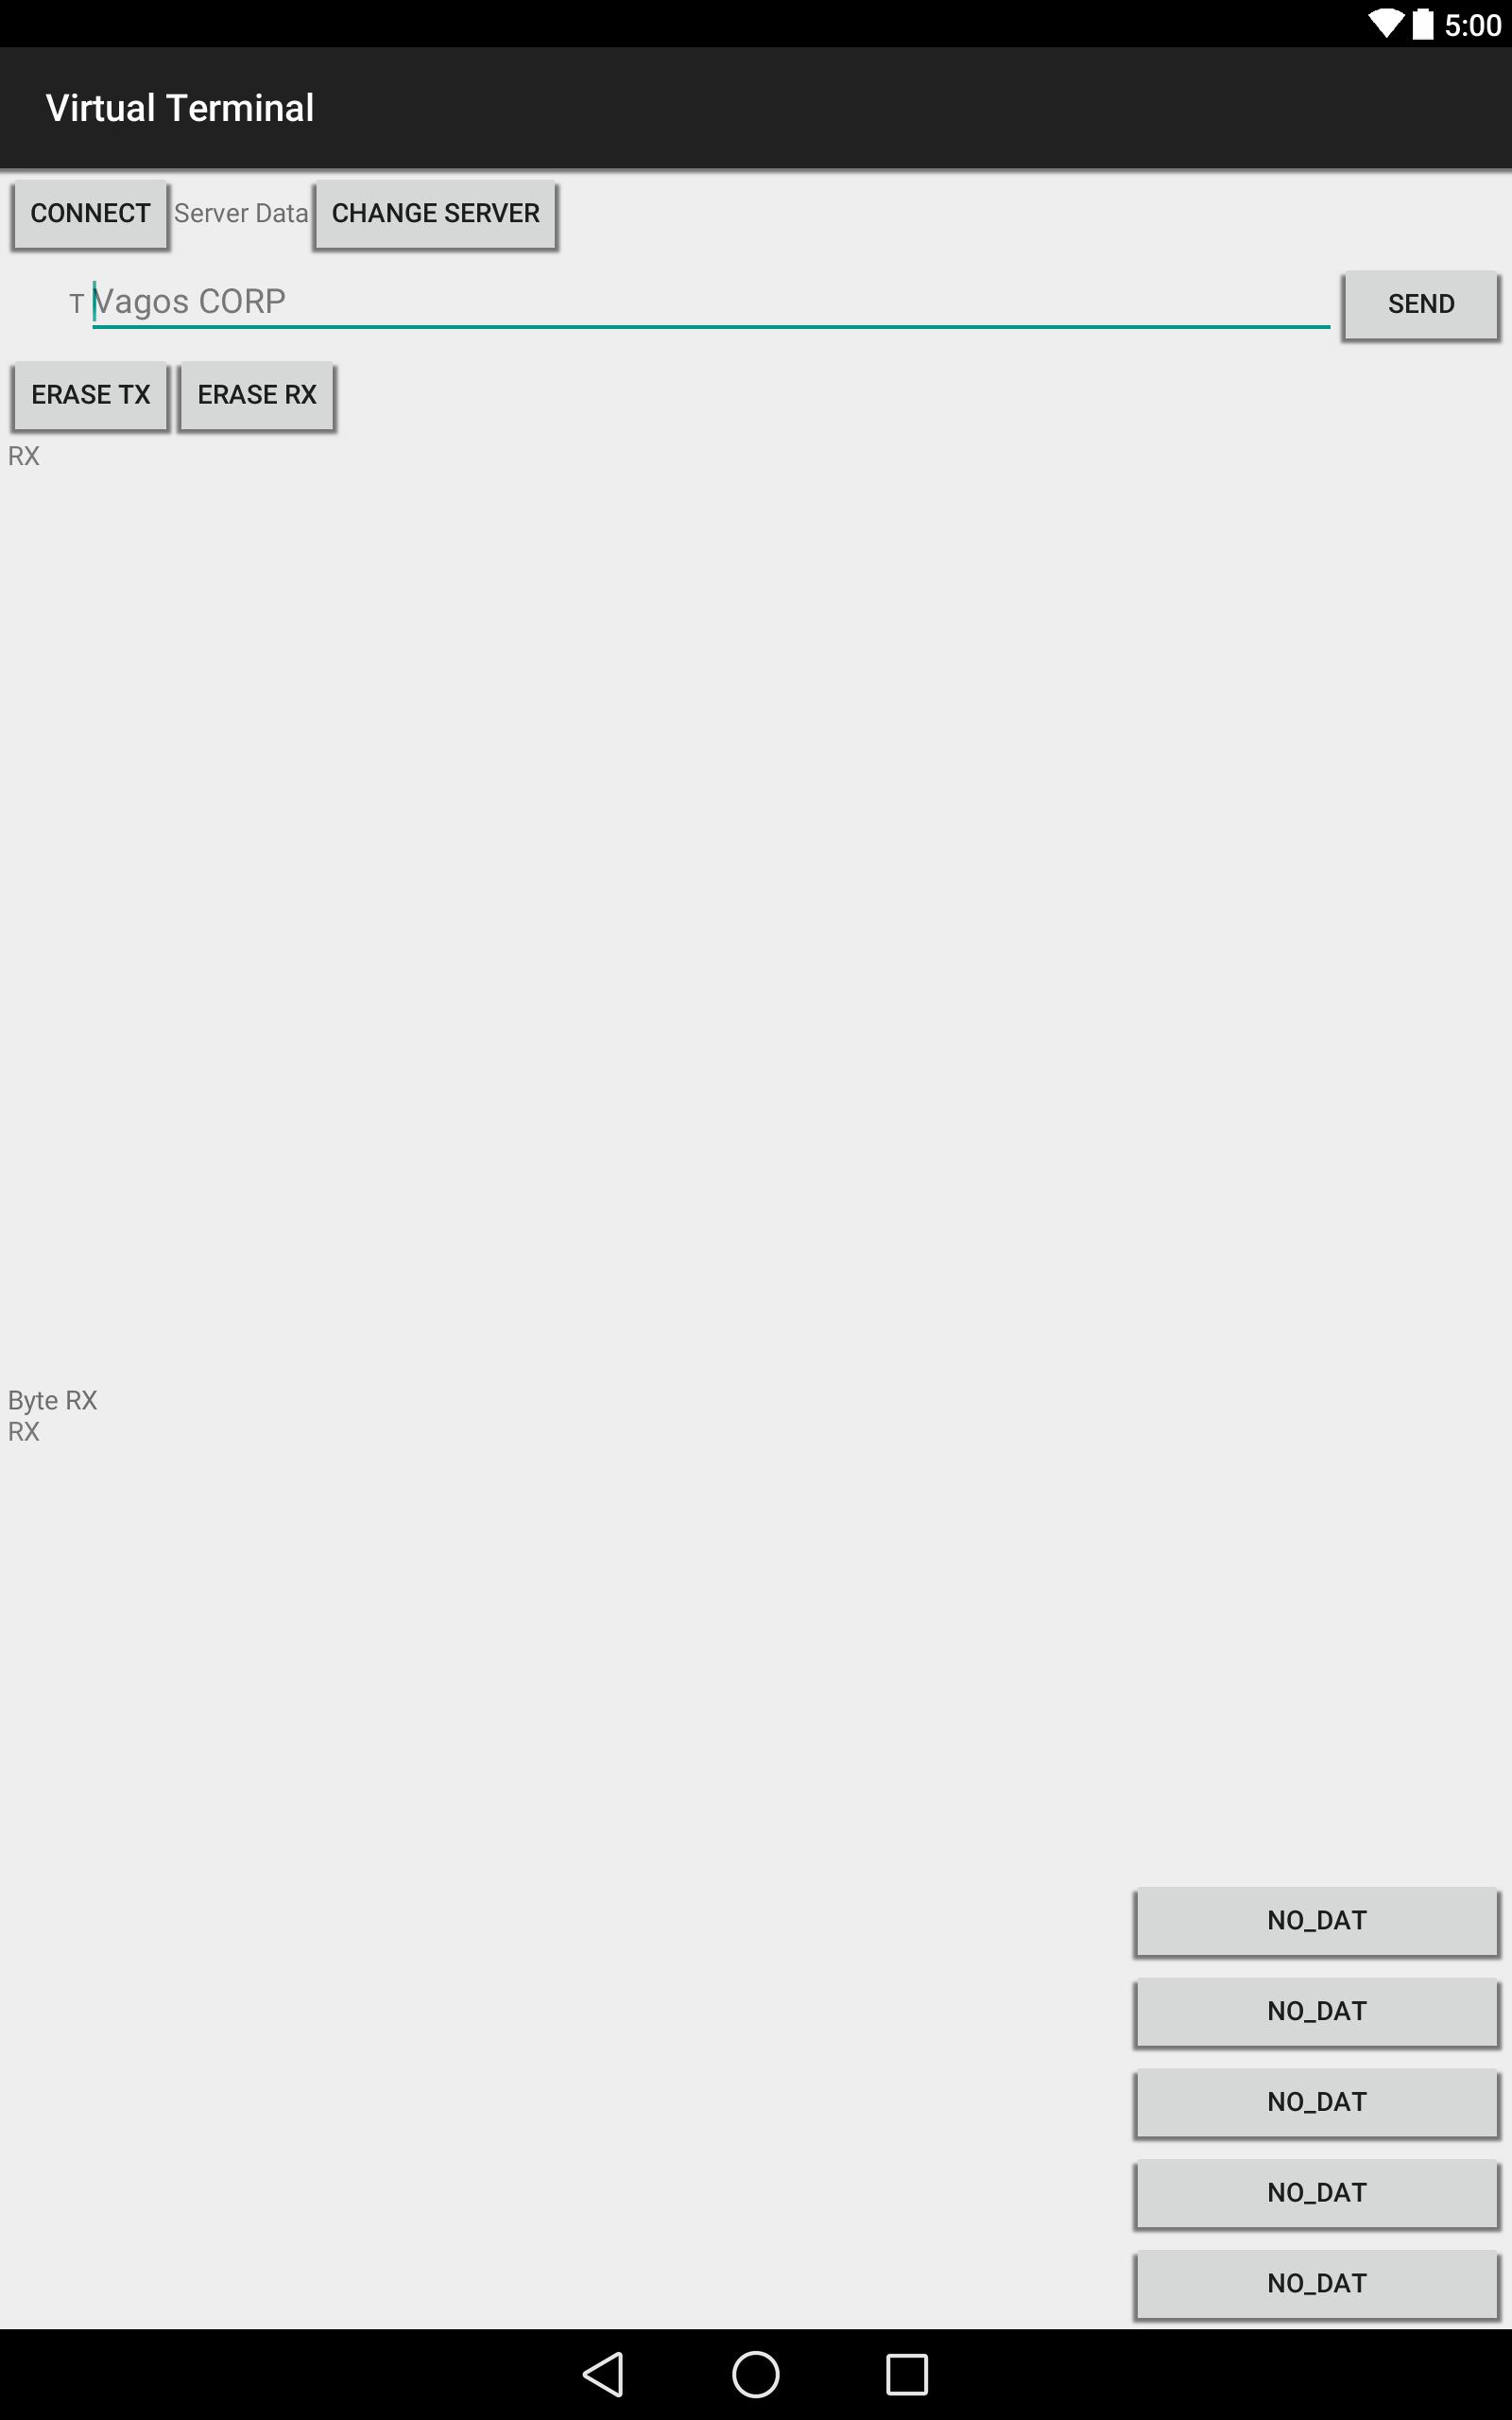 5:00
Virtual Terminal
CONNECT Server Data CHANGE SERVER
T Vagos CORP SEND
ERASE TX ERASE RX
RX
Byte RX
RX
NO_DAT
NO_DAT
NO_DAT
NO_DAT
NO_DAT